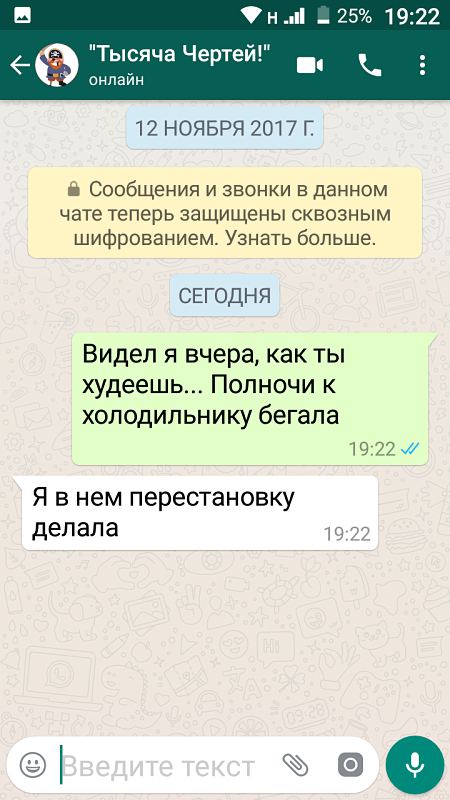 Н 25% 19:22
"Тысяча Чертей!"
онлайн
12 НОЯБРЯ 2017 Г.
Сообщения и звонки в данном
чате теперь защищены сквозным
шифрованием. Узнать больше.
СЕГОДНЯ
Видел я вчера, как ты
худеешь... Полночи к
холодильнику бегала
19:22
Я в нем перестановку
делала
19:22
Введите текст